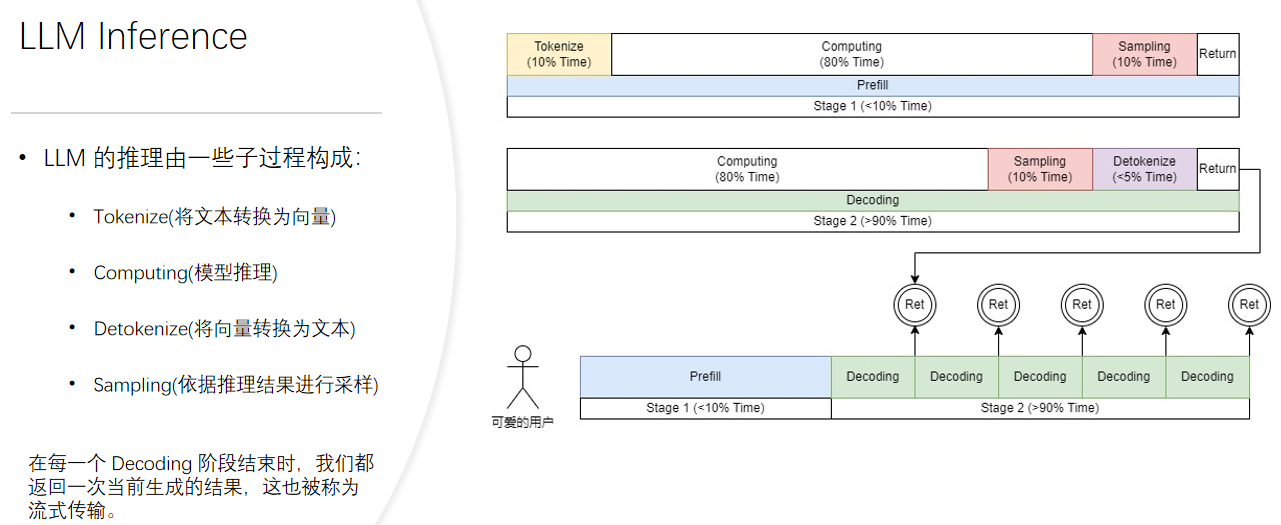 LLM Inference
• LLM 的推理由一些子过程构成：
• Tokenize(将文本转换为向量)
• Computing(模型推理)
• Detokenize(将向量转换为文本)
• Sampling(依据推理结果进行采样)
在每一个 Decoding 阶段结束时，我们都
返回一次当前生成的结果，这也被称为
流式传输。
Tokenize
(10% Time)
Computing
(80% Time)
Sampling
(10% Time)
Return
Prefill
Stage 1 (<10% Time)
Computing
(80% Time)
Sampling
(10% Time)
Detokenize
(<5% Time)
Return
Decoding
Stage 2 (>90% Time)
Ret
Ret
Ret
Ret
Ret
Prefill
Decoding
Decoding
Decoding
Decoding
Decoding
Stage 1 (<10% Time)
Stage 2 (>90% Time)
可爱的用户